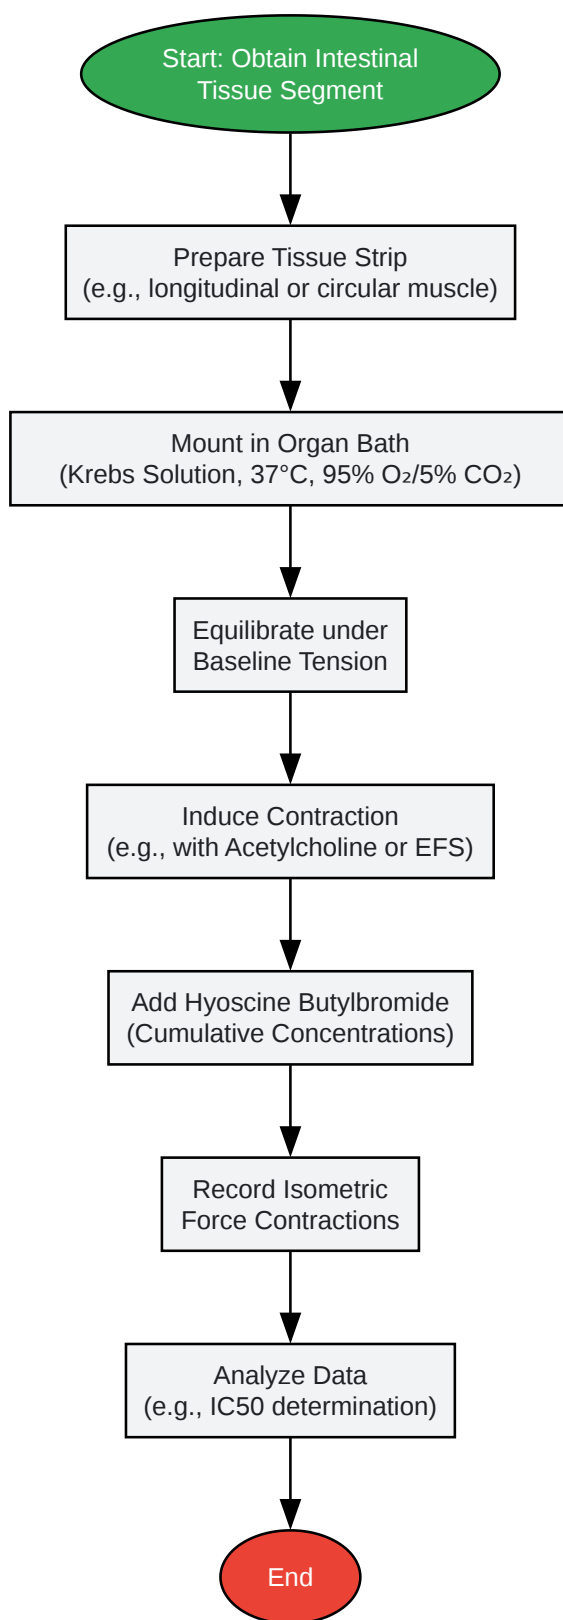 Start: Obtain Intestinal
Tissue Segment
Prepare Tissue Strip
(e.g., longitudinal or circular muscle)
Mount in Organ Bath
(Krebs Solution, 37°C, 95% O₂/5% CO₂)
Equilibrate under
Baseline Tension
Induce Contraction
(e.g., with Acetylcholine or EFS)
Add Hyoscine Butylbromide
(Cumulative Concentrations)
Record Isometric
Force Contractions
Analyze Data
(e.g., IC50 determination)
End